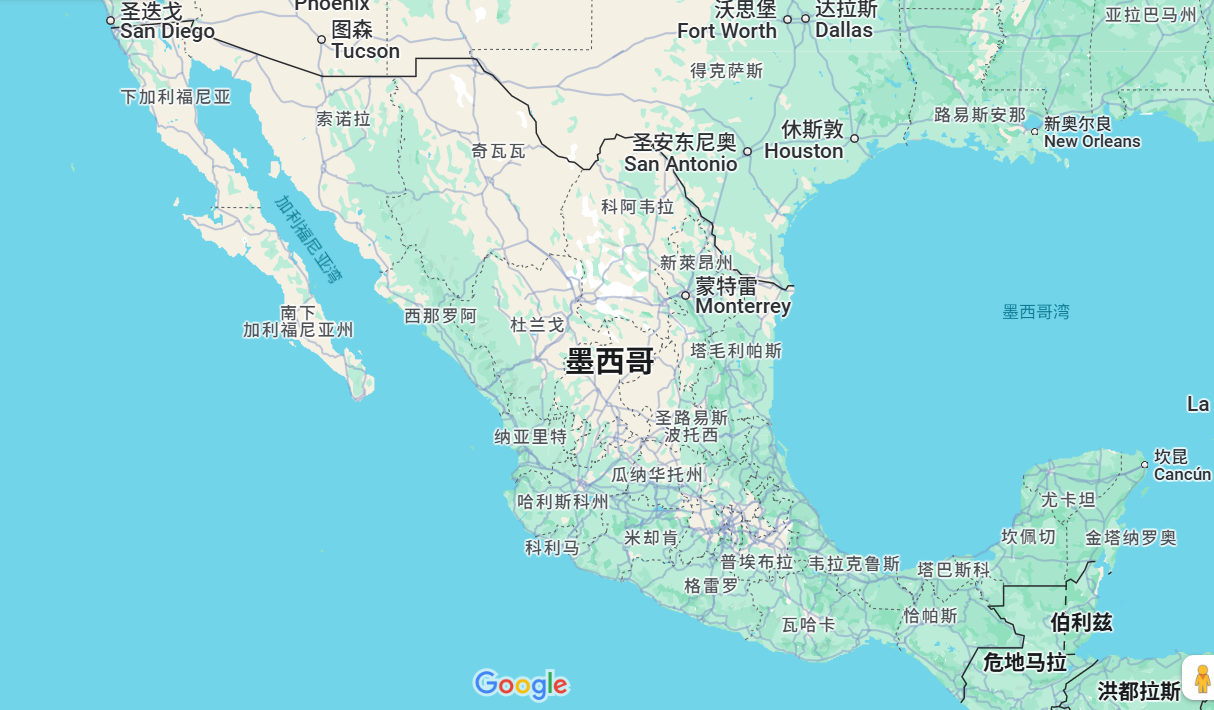 Phoenix
圣迭戈
San Diego
图森
Tucson
沃思堡
Fort Worth
达拉斯
Dallas
亚拉巴马州
得克萨斯
下加利福尼亚
索诺拉
路易斯安那
新奥尔良
New Orleans
休斯敦
Houston
圣安东尼奥
San Antonio
奇瓦瓦
科阿韦拉
加利福尼亚湾
新莱昂州
蒙特雷
Monterrey
墨西哥湾
南下
加利福尼亚州
西那罗阿
杜兰戈
塔毛利帕斯
墨西哥
La
圣路易斯
波托西
纳亚里特
坎昆
Cancún
瓜纳华托州
哈利斯科州
尤卡坦
米却肯
坎佩切
金塔纳罗奥
科利马
普埃布拉
韦拉克鲁斯
塔巴斯科
格雷罗
恰帕斯
瓦哈卡
伯利兹
危地马拉
洪都拉斯
Google